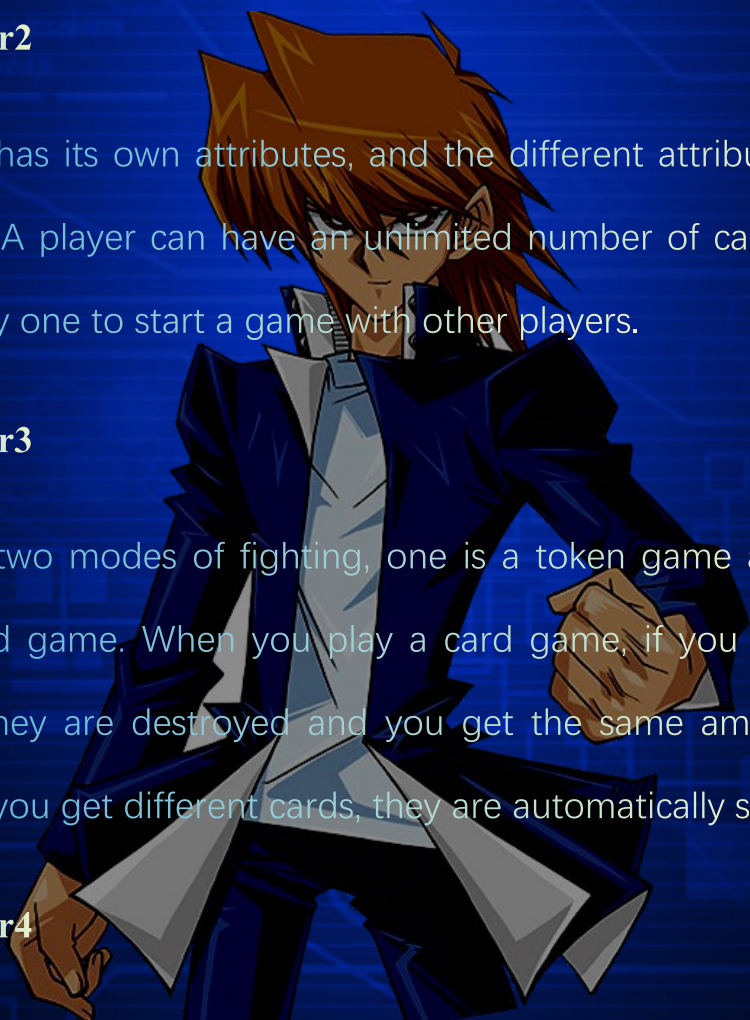 r2
has its own attributes, and the different attribu
A player can have an unlimited number of ca
y one to start a game with other players.
r3
two modes of fighting, one is a token game a
d game. When you play a card game, if you
hey are destroyed and you get the same am
you get different cards, they are automatically s
r4